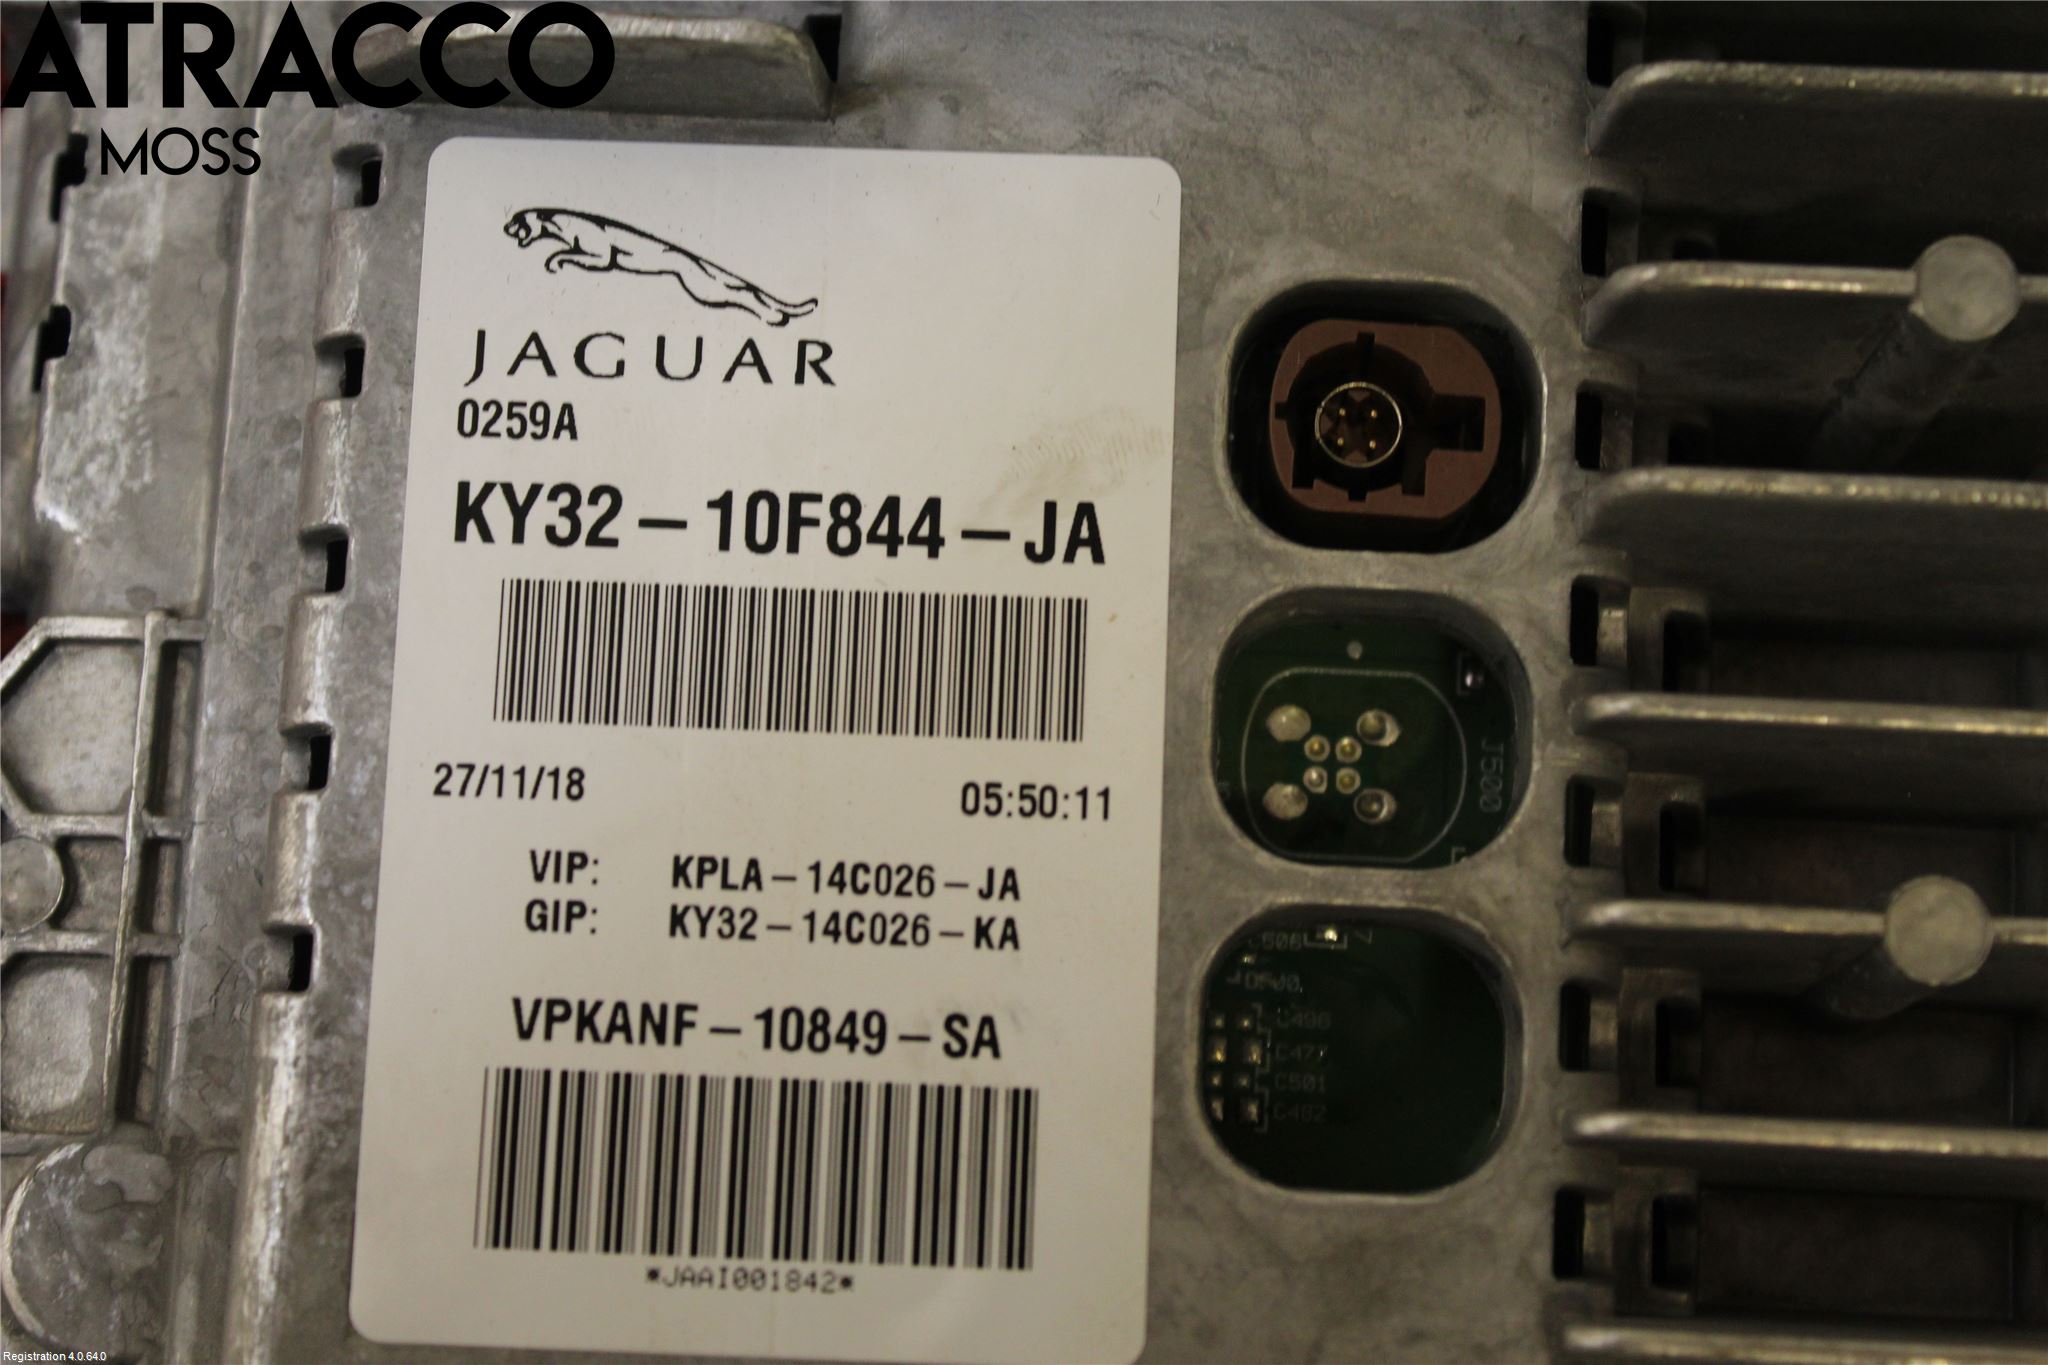 ATRACCO
MOSS
JAGUAR
0259A
KY32-10F844-JA
27/11/18 05:50:11
VIP: KPLA-14C026-JA
GIP: KY32-14C026-KA
VPKANF-10849-SA
*JAAI001842*
J500
C506
D500
C496
C477
C501
C482
Registration 4.0.64.0